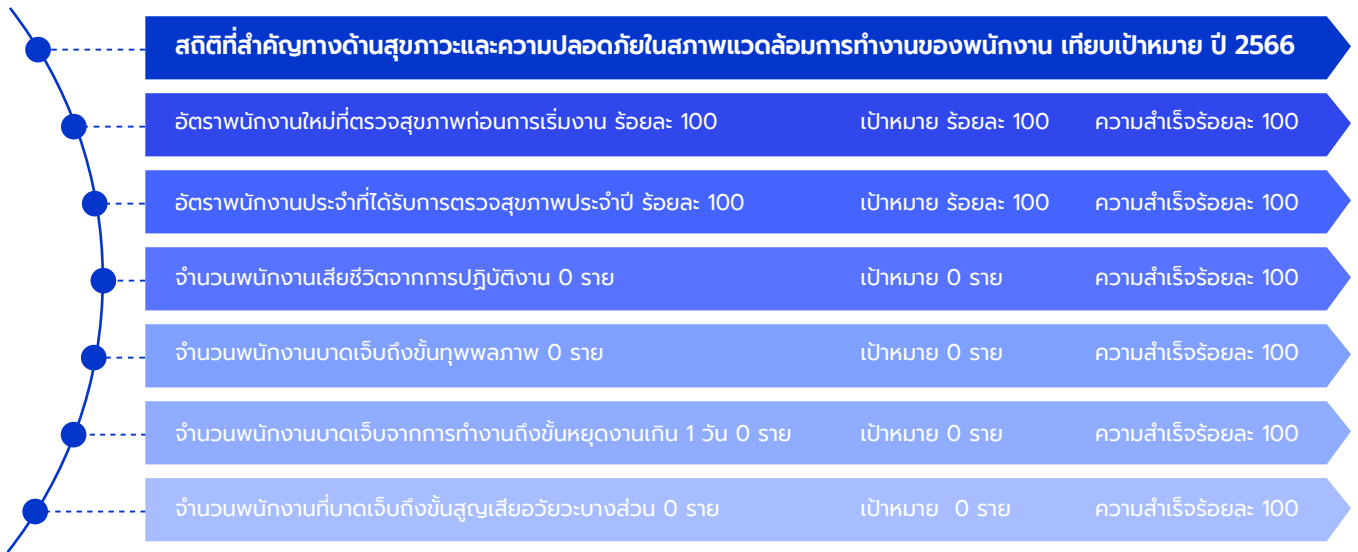 สถิติที่สำคัญทางด้านสุขภาวะและความปลอดภัยในสภาพแวดล้อมการทำงานของพนักงาน เทียบเป้าหมาย ปี 2566
อัตราพนักงานใหม่ที่ตรวจสุขภาพก่อนการเริ่มงาน ร้อยละ 100 เป้าหมาย ร้อยละ 100 ความสำเร็จร้อยละ 100
อัตราพนักงานประจำที่ได้รับการตรวจสุขภาพประจำปี ร้อยละ 100 เป้าหมาย ร้อยละ 100 ความสำเร็จร้อยละ 100
จำนวนพนักงานเสียชีวิตจากการปฏิบัติงาน 0 ราย เป้าหมาย 0 ราย ความสำเร็จร้อยละ 100
จำนวนพนักงานบาดเจ็บถึงขั้นทุพพลภาพ 0 ราย เป้าหมาย 0 ราย ความสำเร็จร้อยละ 100
จำนวนพนักงานบาดเจ็บจากการทำงานถึงขั้นหยุดงานเกิน 1 วัน 0 ราย เป้าหมาย 0 ราย ความสำเร็จร้อยละ 100
จำนวนพนักงานที่บาดเจ็บถึงขั้นสูญเสียอวัยวะบางส่วน 0 ราย เป้าหมาย 0 ราย ความสำเร็จร้อยละ 100